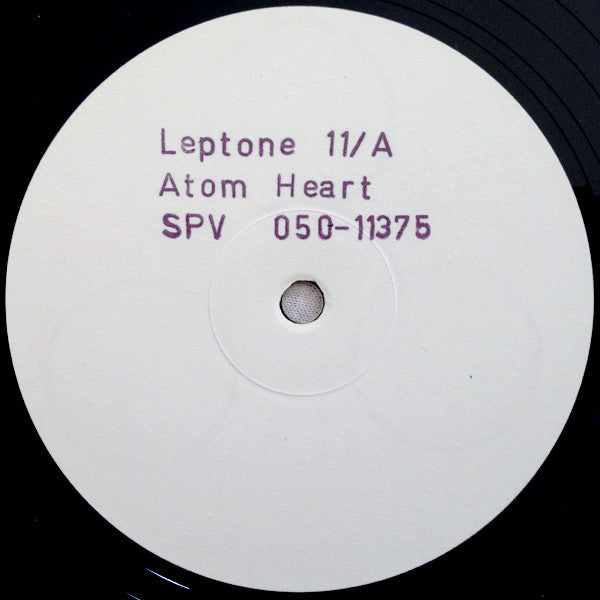 Leptone 11/A
Atom Heart
SPV 050-11375